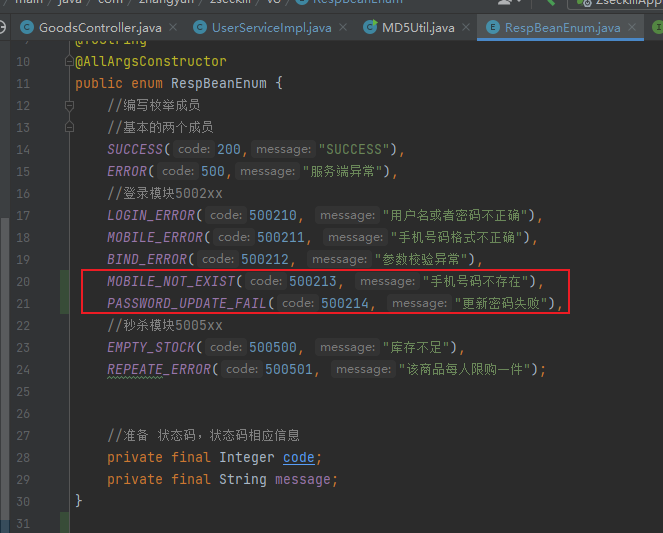 main java com zhangyun zseckill vo RespBeanEnum ZseckillApp
GoodsController.java UserServiceImpl.java MD5Util.java RespBeanEnum.java
9 @ToString
10 @AllArgsConstructor
11 public enum RespBeanEnum {
12 //编写枚举成员
13 //基本的两个成员
14 SUCCESS( code: 200, message: "SUCCESS"),
15 ERROR( code: 500, message: "服务端异常"),
16 //登录模块5002xx
17 LOGIN_ERROR( code: 500210, message: "用户名或者密码不正确"),
18 MOBILE_ERROR( code: 500211, message: "手机号码格式不正确"),
19 BIND_ERROR( code: 500212, message: "参数校验异常"),
20 MOBILE_NOT_EXIST( code: 500213, message: "手机号码不存在"),
21 PASSWORD_UPDATE_FAIL( code: 500214, message: "更新密码失败"),
22 //秒杀模块5005xx
23 EMPTY_STOCK( code: 500500, message: "库存不足"),
24 REPEATE_ERROR( code: 500501, message: "该商品每人限购一件");
25
26
27 //准备 状态码，状态码相应信息
28 private final Integer code;
29 private final String message;
30 }
31